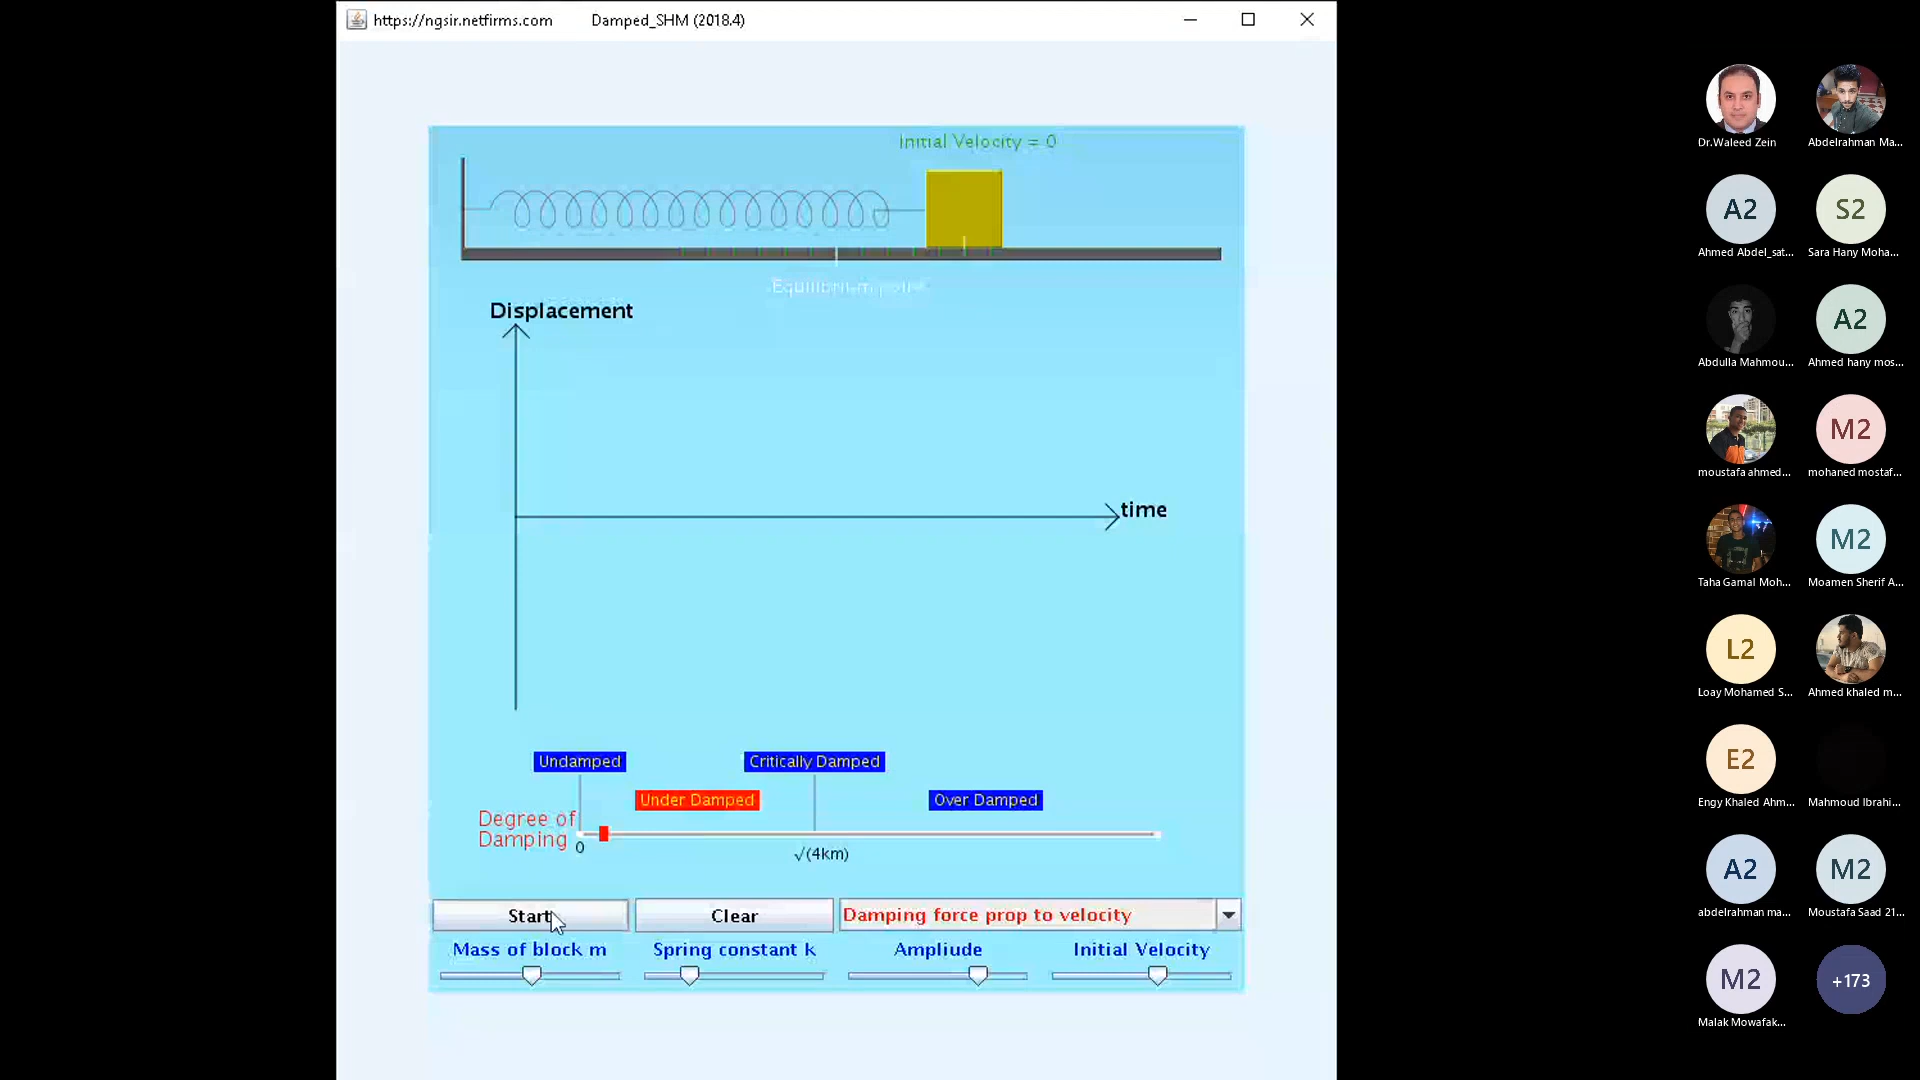 https://ngsir.netfirms.com Damped_SHM (2018.4)
Initial Velocity = 0
Equilibrium point
Displacement
time
Undamped
Critically Damped
Under Damped
Over Damped
Degree of
Damping
0
√(4km)
Start
Clear
Damping force prop to velocity
Mass of block m
Spring constant k
Ampliude
Initial Velocity
Dr.Waleed Zein
Abdelrahman Ma...
A2
Ahmed Abdel_sat...
S2
Sara Hany Moha...
Abdulla Mahmou...
A2
Ahmed hany mos...
moustafa ahmed...
M2
mohaned mostaf...
Taha Gamal Moh...
M2
Moamen Sherif A...
L2
Loay Mohamed S...
Ahmed khaled m...
E2
Engy Khaled Ahm...
Mahmoud Ibrahi...
A2
abdelrahman ma...
M2
Moustafa Saad 21...
M2
Malak Mowafak...
+173